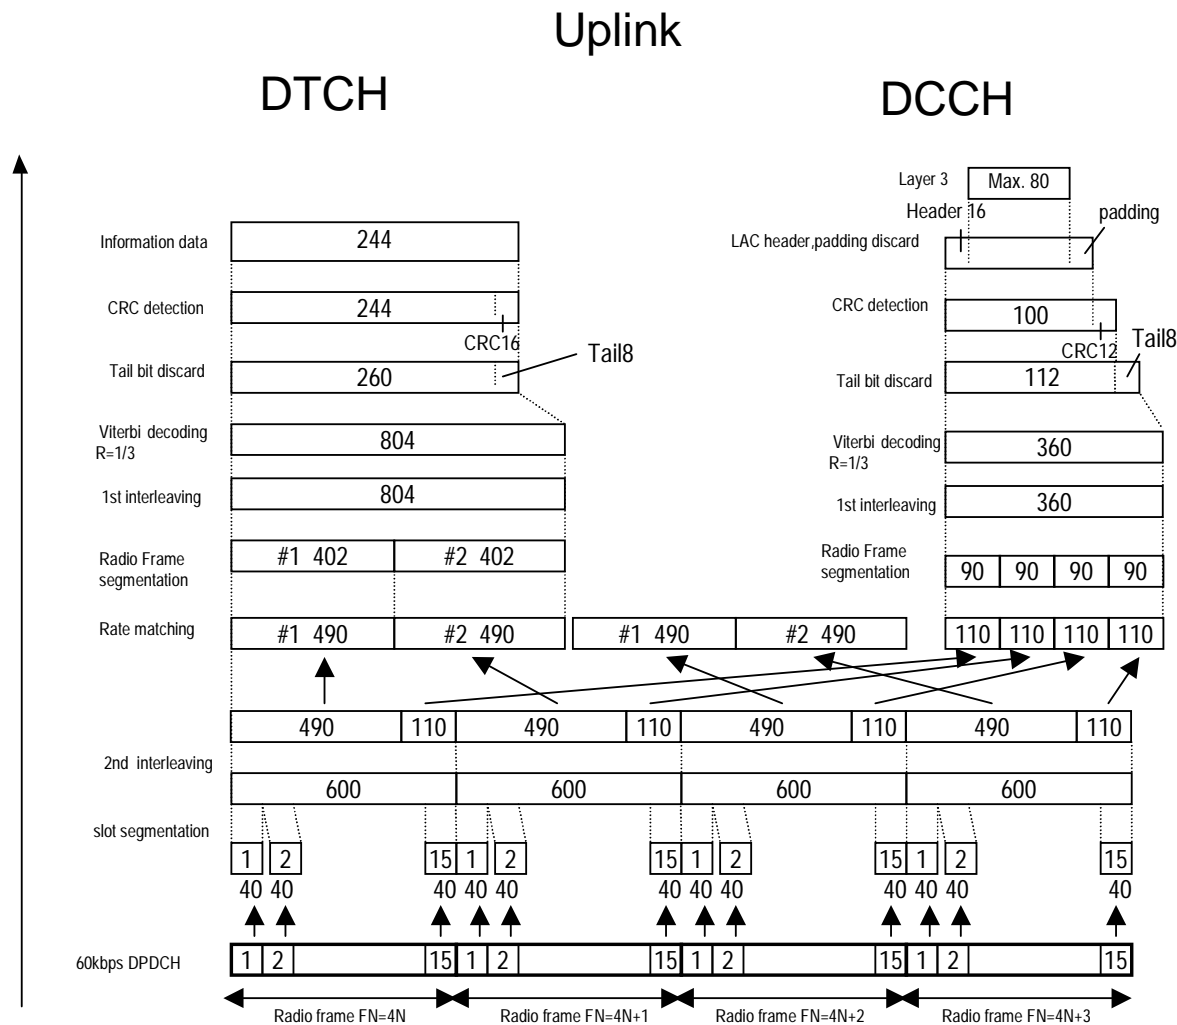 Uplink
DTCH DCCH
Layer 3 Max. 80
Header 16 padding
Information data 244 LAC header,padding discard
CRC detection 244 CRC detection 100
CRC16 CRC12
Tail8 Tail8
Tail bit discard 260 Tail bit discard 112
Viterbi decoding
R=1/3
804
Viterbi decoding
R=1/3
360
1st interleaving 804 1st interleaving 360
Radio Frame
segmentation
#1 402 #2 402
Radio Frame
segmentation
90 90 90 90
Rate matching #1 490 #2 490 #1 490 #2 490 110 110 110 110
490 110 490 110 490 110 490 110
2nd interleaving
600 600 600 600
slot segmentation
1 2 15 1 2 15 1 2 15 1 2 15
40 40 40 40 40 40 40 40 40 40 40 40
60kbps DPDCH 1 2 15 1 2 15 1 2 15 1 2 15
Radio frame FN=4N Radio frame FN=4N+1 Radio frame FN=4N+2 Radio frame FN=4N+3